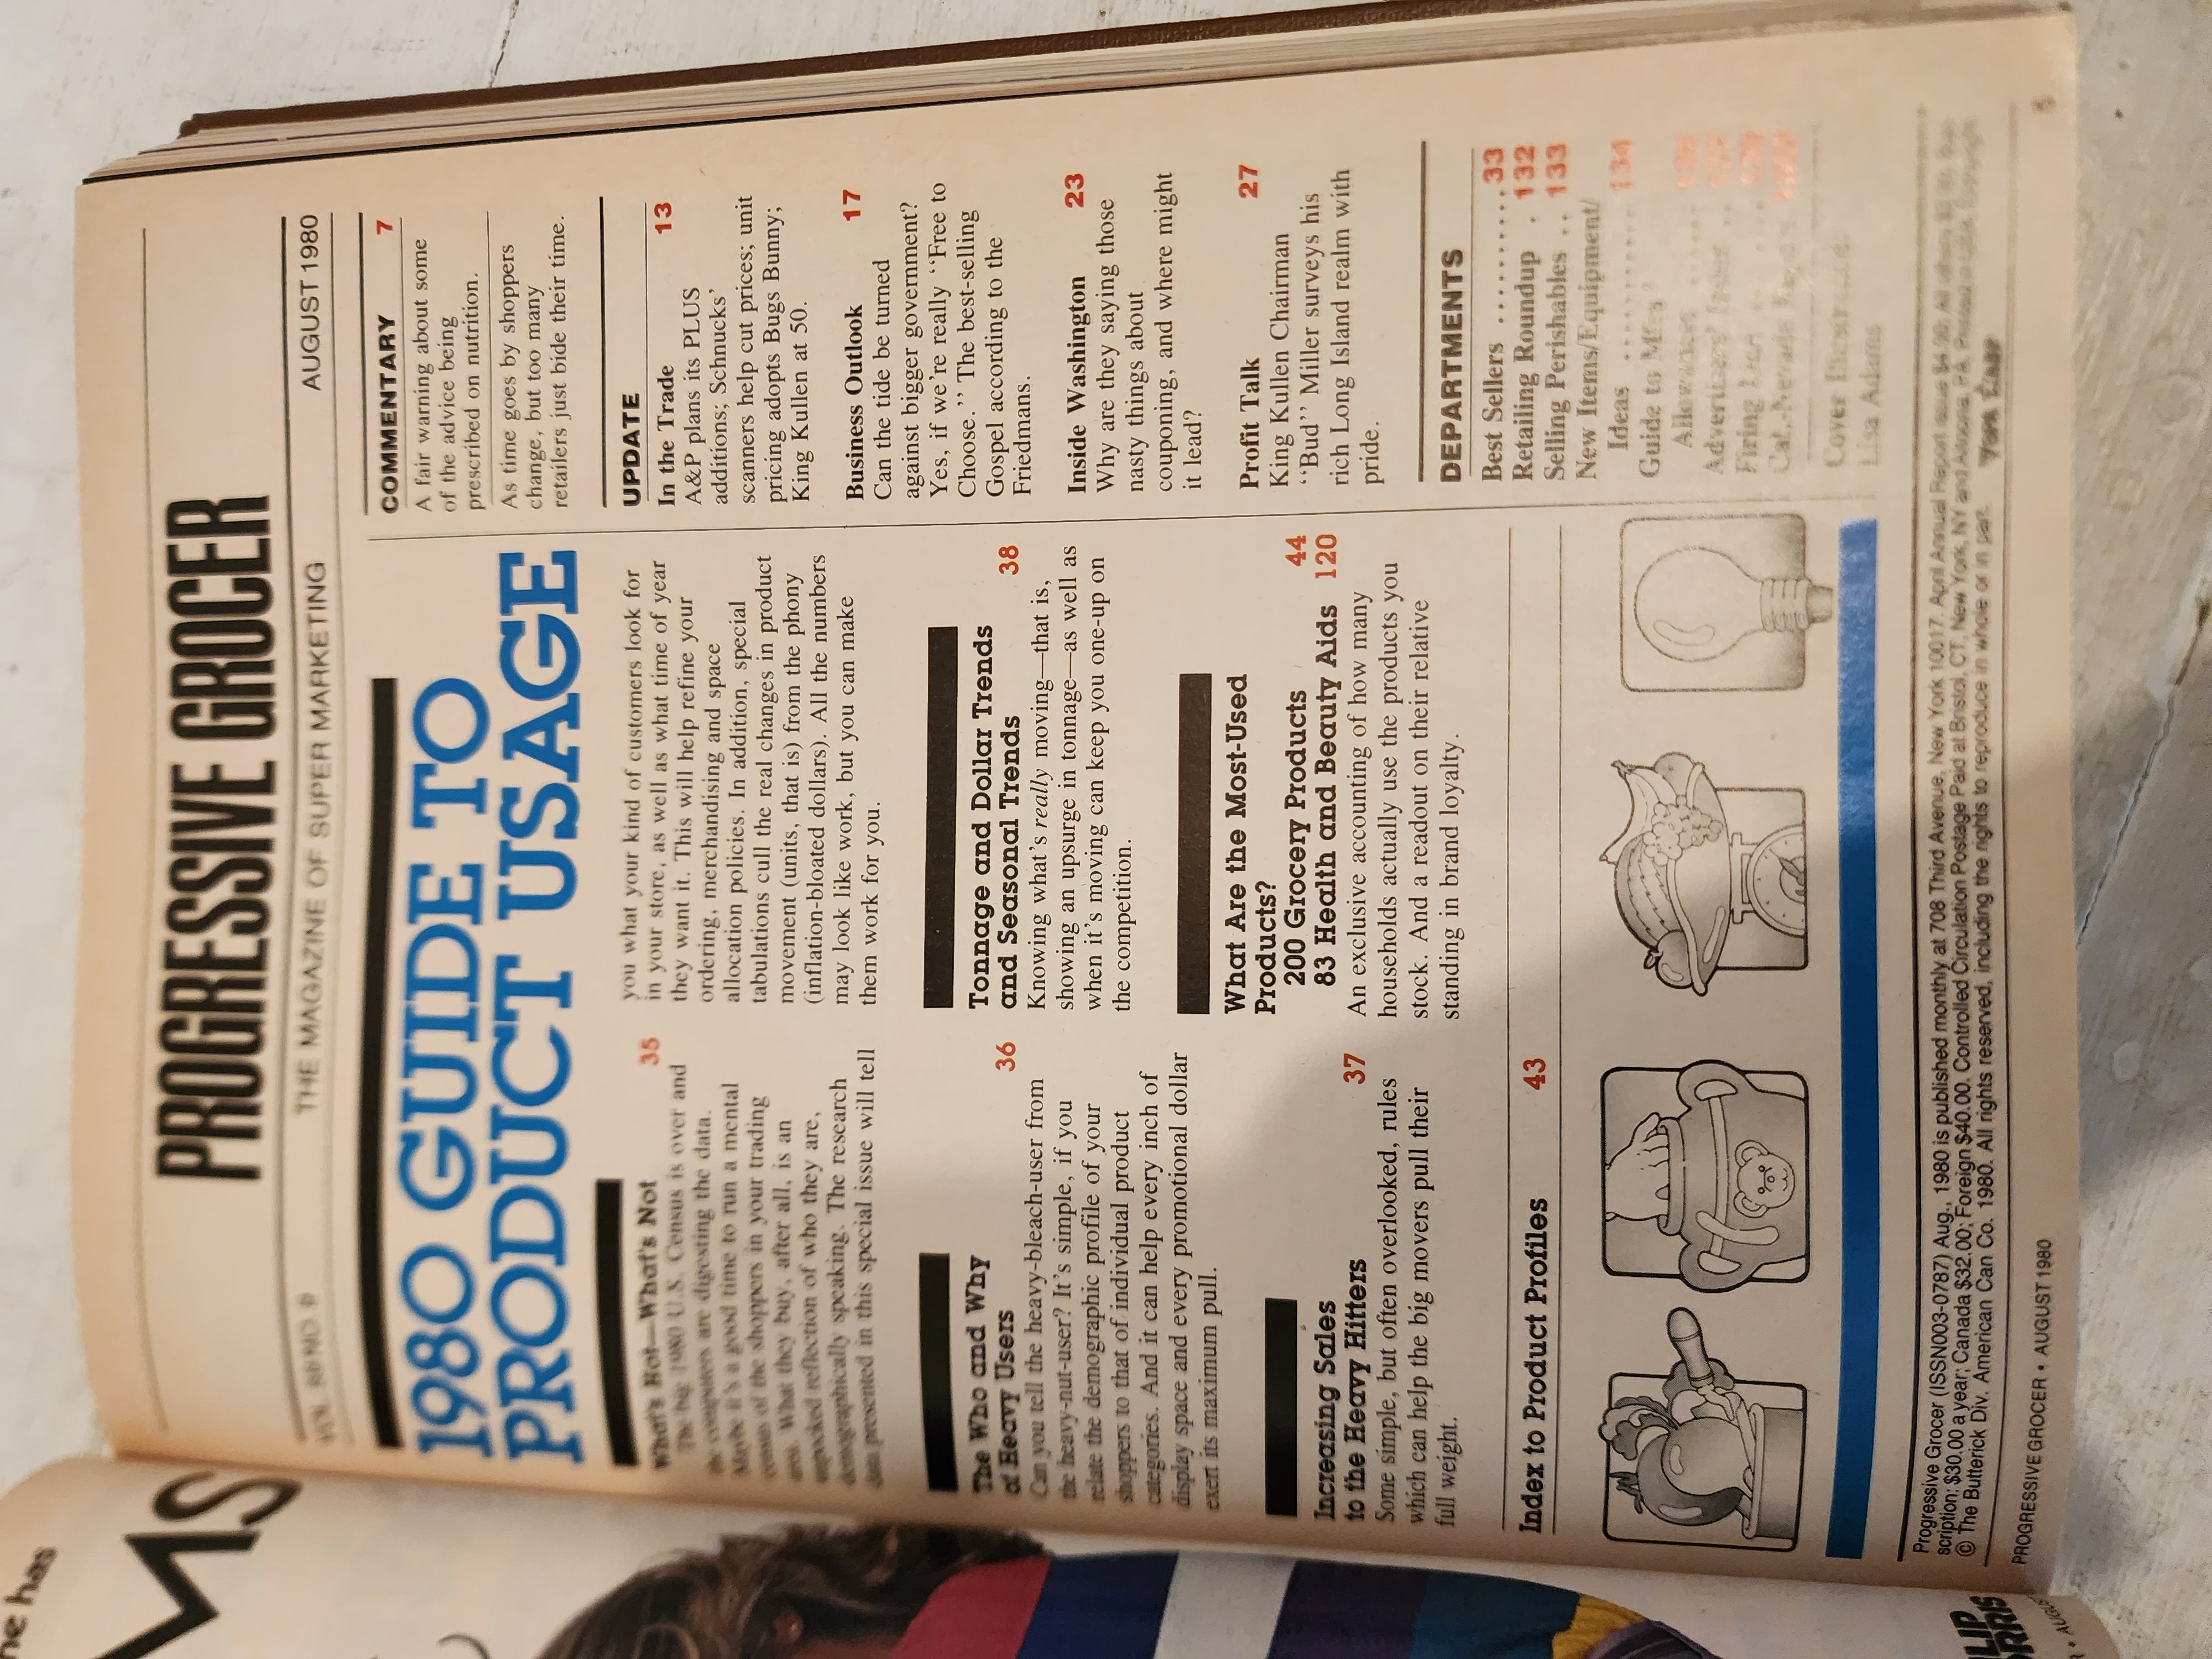 PROGRESSIVE GROCER
VOL. 59 NO. 8
THE MAGAZINE OF SUPER MARKETING
AUGUST 1980
1980 GUIDE TO
PRODUCT USAGE
What's Hot—What's Not 35
The big 1980 U.S. Census is over and
the computers are digesting the data.
Maybe it's a good time to run a mental
census of the shoppers in your trading
area. What they buy, after all, is an
unpoked reflection of who they are,
demographically speaking. The research
data presented in this special issue will tell
you what your kind of customers look for
in your store, as well as what time of year
they want it. This will help refine your
ordering, merchandising and space
allocation policies. In addition, special
tabulations cull the real changes in product
movement (units, that is) from the phony
(inflation-bloated dollars). All the numbers
may look like work, but you can make
them work for you.
The Who and Why
of Heavy Users 36
Can you tell the heavy-bleach-user from
the heavy-nut-user? It's simple, if you
relate the demographic profile of your
shoppers to that of individual product
categories. And it can help every inch of
display space and every promotional dollar
exert its maximum pull.
Increasing Sales
to the Heavy Hitters 37
Some simple, but often overlooked, rules
which can help the big movers pull their
full weight.
Tonnage and Dollar Trends
and Seasonal Trends 38
Knowing what's really moving—that is,
showing an upsurge in tonnage—as well as
when it's moving can keep you one-up on
the competition.
What Are the Most-Used
Products?
200 Grocery Products 44
83 Health and Beauty Aids 120
An exclusive accounting of how many
households actually use the products you
stock. And a readout on their relative
standing in brand loyalty.
Index to Product Profiles 43
COMMENTARY 7
A fair warning about some
of the advice being
prescribed on nutrition.
As time goes by shoppers
change, but too many
retailers just bide their time.
UPDATE
In the Trade 13
A&P plans its PLUS
additions; Schnucks'
scanners help cut prices; unit
pricing adopts Bugs Bunny;
King Kullen at 50.
Business Outlook 17
Can the tide be turned
against bigger government?
Yes, if we're really "Free to
Choose." The best-selling
Gospel according to the
Friedmans.
Inside Washington 23
Why are they saying those
nasty things about
couponing, and where might
it lead?
Profit Talk 27
King Kullen Chairman
"Bud" Miller surveys his
rich Long Island realm with
pride.
DEPARTMENTS
Best Sellers .......... 33
Retailing Roundup . 132
Selling Perishables .. 133
New Items/Equipment/
Ideas .......... 134
Guide to Mfrs'
Allowances
Advertisers' Index
Firing Line
Cal.-Nevada
Cover Illustration:
Lisa Adams
Progressive Grocer (ISSN003-0787) Aug., 1980 is published monthly at 708 Third Avenue, New York 10017. April Annual Report issue
scription: $30.00 a year; Canada $32.00; Foreign $40.00. Controlled Circulation Postage Paid at Bristol, CT, New York, NY and
© The Butterick Div. American Can Co. 1980. All rights reserved, including the rights to reproduce in whole or in part.
PROGRESSIVE GROCER • AUGUST 1980
5
has
MS